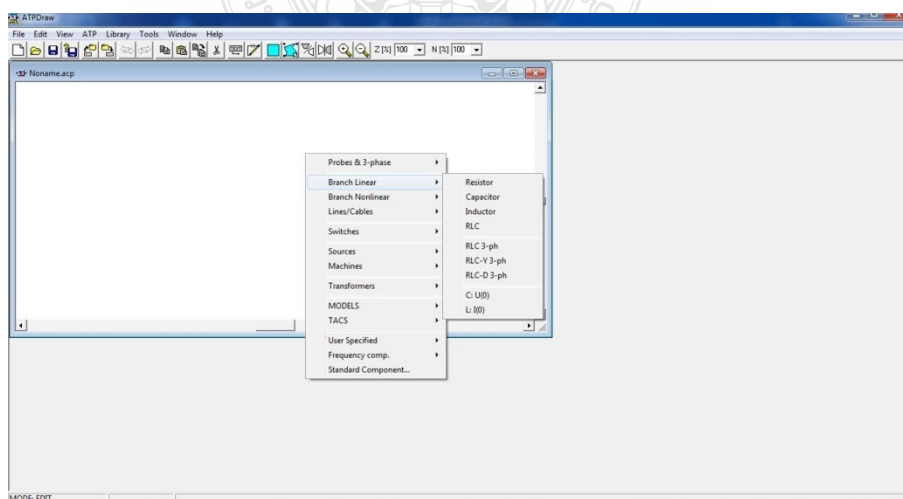 ATPDraw
File Edit View ATP Library Tools Window Help
Z [%] 100 N [%] 100
Noname.acp
Probes & 3-phase
Branch Linear
Branch Nonlinear
Lines/Cables
Switches
Sources
Machines
Transformers
MODELS
TACS
User Specified
Frequency comp.
Standard Component...
Resistor
Capacitor
Inductor
RLC
RLC 3-ph
RLC-Y 3-ph
RLC-D 3-ph
C: U(0)
L: I(0)
MODE: EDIT